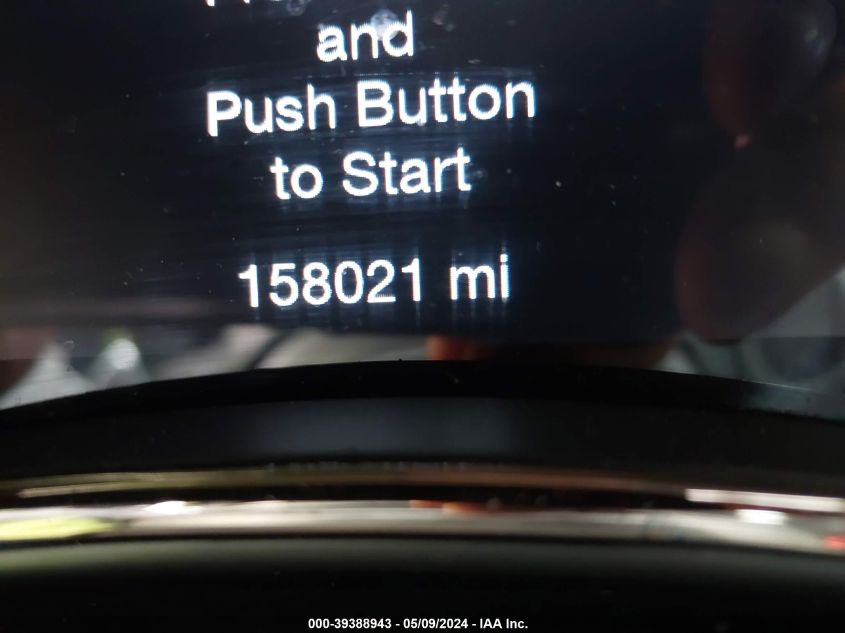 and
Push Button
to Start
158021 mi
000-39388943 - 05/09/2024 - IAA Inc.